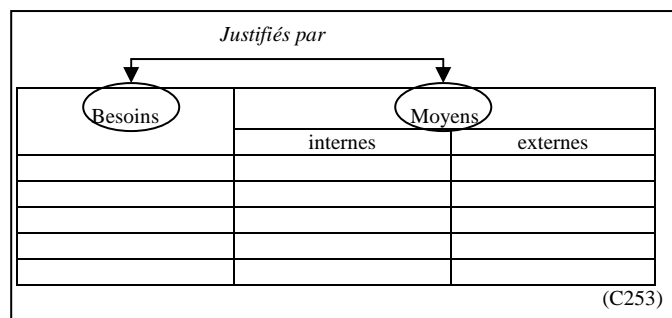 Justifiés par
Besoins Moyens
internes externes
(C253)